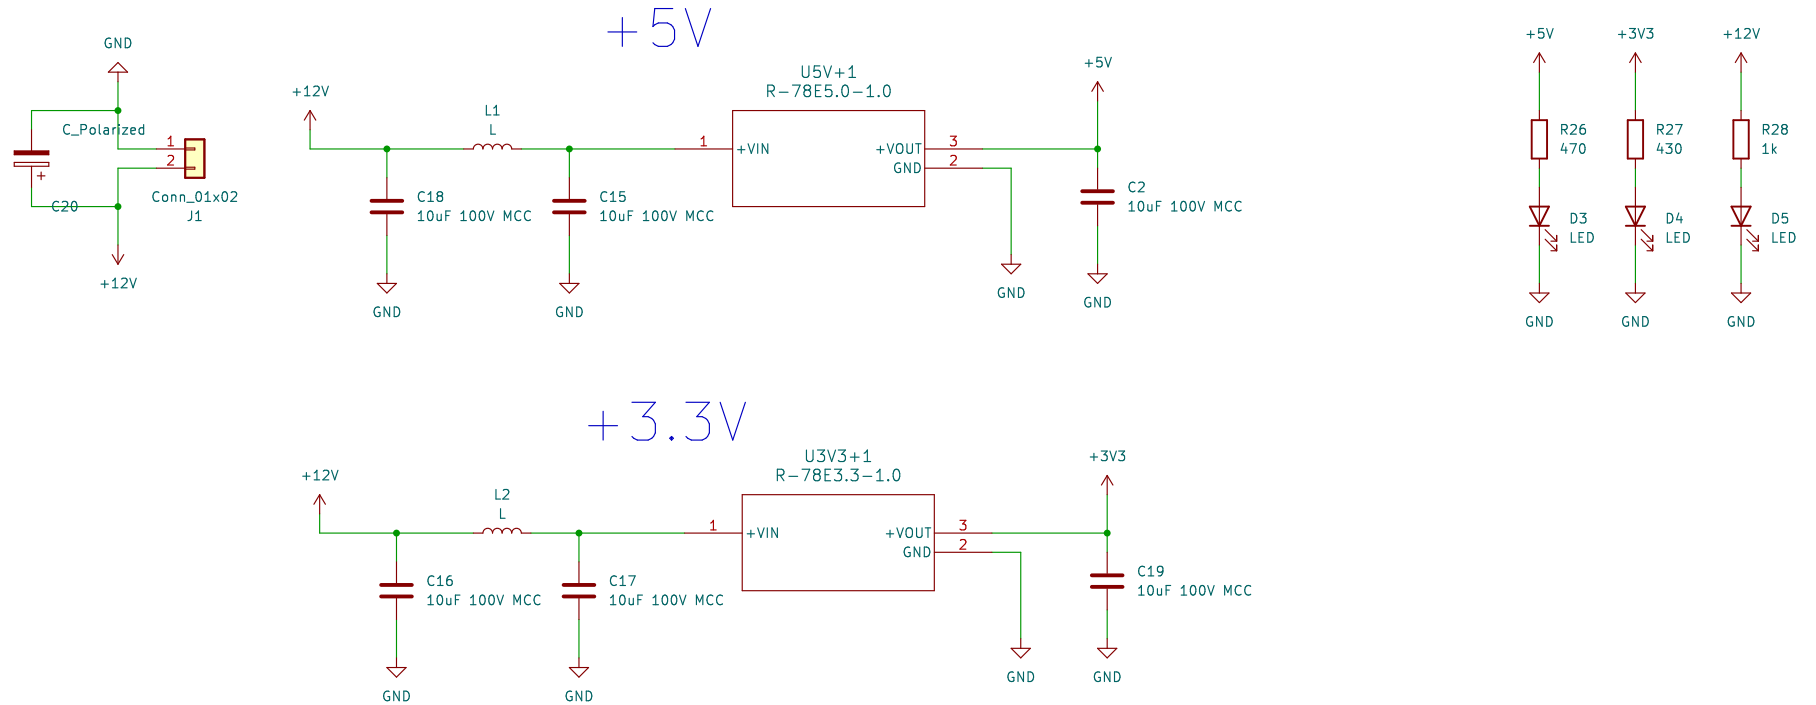 GND
C_Polarized
+
C20
1
2
Conn_01x02
J1
+12V
+5V
+12V
L1
L
C18
10uF 100V MCC
C15
10uF 100V MCC
U5V+1
R-78E5.0-1.0
1
+VIN
+VOUT
3
GND
2
+5V
C2
10uF 100V MCC
GND
GND
GND
GND
+5V
R26
470
D3
LED
GND
+3V3
R27
430
D4
LED
GND
+12V
R28
1k
D5
LED
GND
+3.3V
+12V
L2
L
C16
10uF 100V MCC
C17
10uF 100V MCC
U3V3+1
R-78E3.3-1.0
1
+VIN
+VOUT
3
GND
2
+3V3
C19
10uF 100V MCC
GND
GND
GND
GND